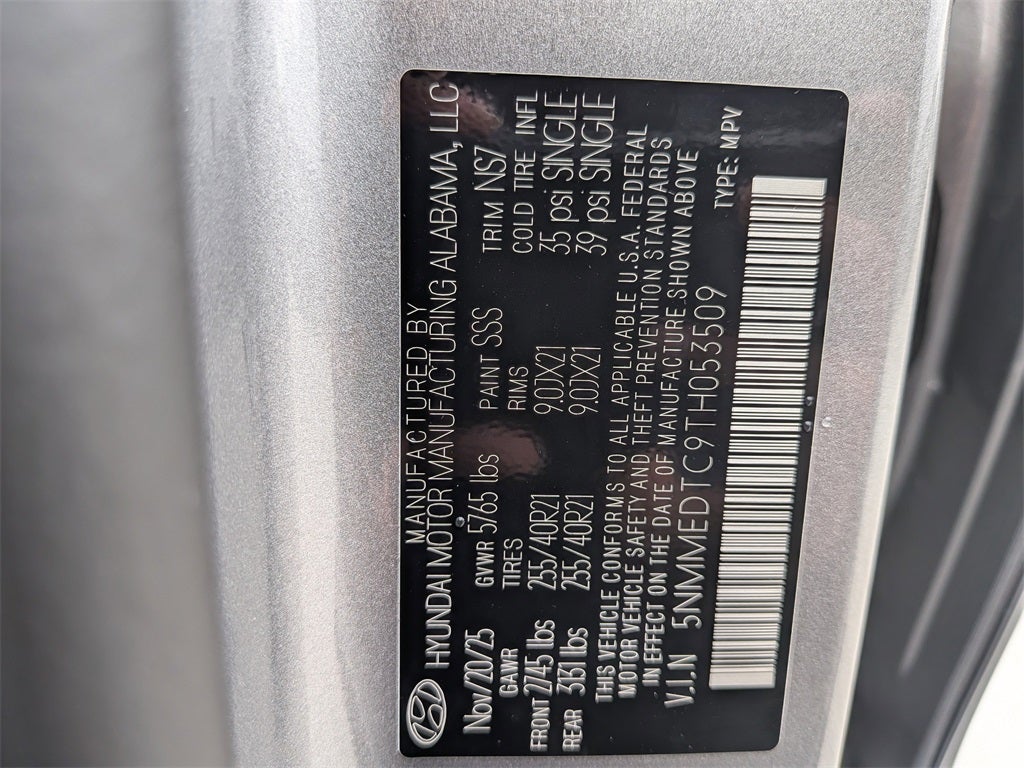 MANUFACTURED BY
HYUNDAI MOTOR MANUFACTURING ALABAMA, LLC
Nov/20/25 GVWR 5765 lbs PAINT SSS TRIM NS7
GAWR TIRES RIMS COLD TIRE INFL
FRONT 2745 lbs 255/40R21 9.0JX21 35 psi SINGLE
REAR 3131 lbs 255/40R21 9.0JX21 39 psi SINGLE
THIS VEHICLE CONFORMS TO ALL APPLICABLE U.S.A. FEDERAL
MOTOR VEHICLE SAFETY AND THEFT PREVENTION STANDARDS
IN EFFECT ON THE DATE OF MANUFACTURE SHOWN ABOVE
V.I.N 5NMMEDTC9TH053509
TYPE: MPV